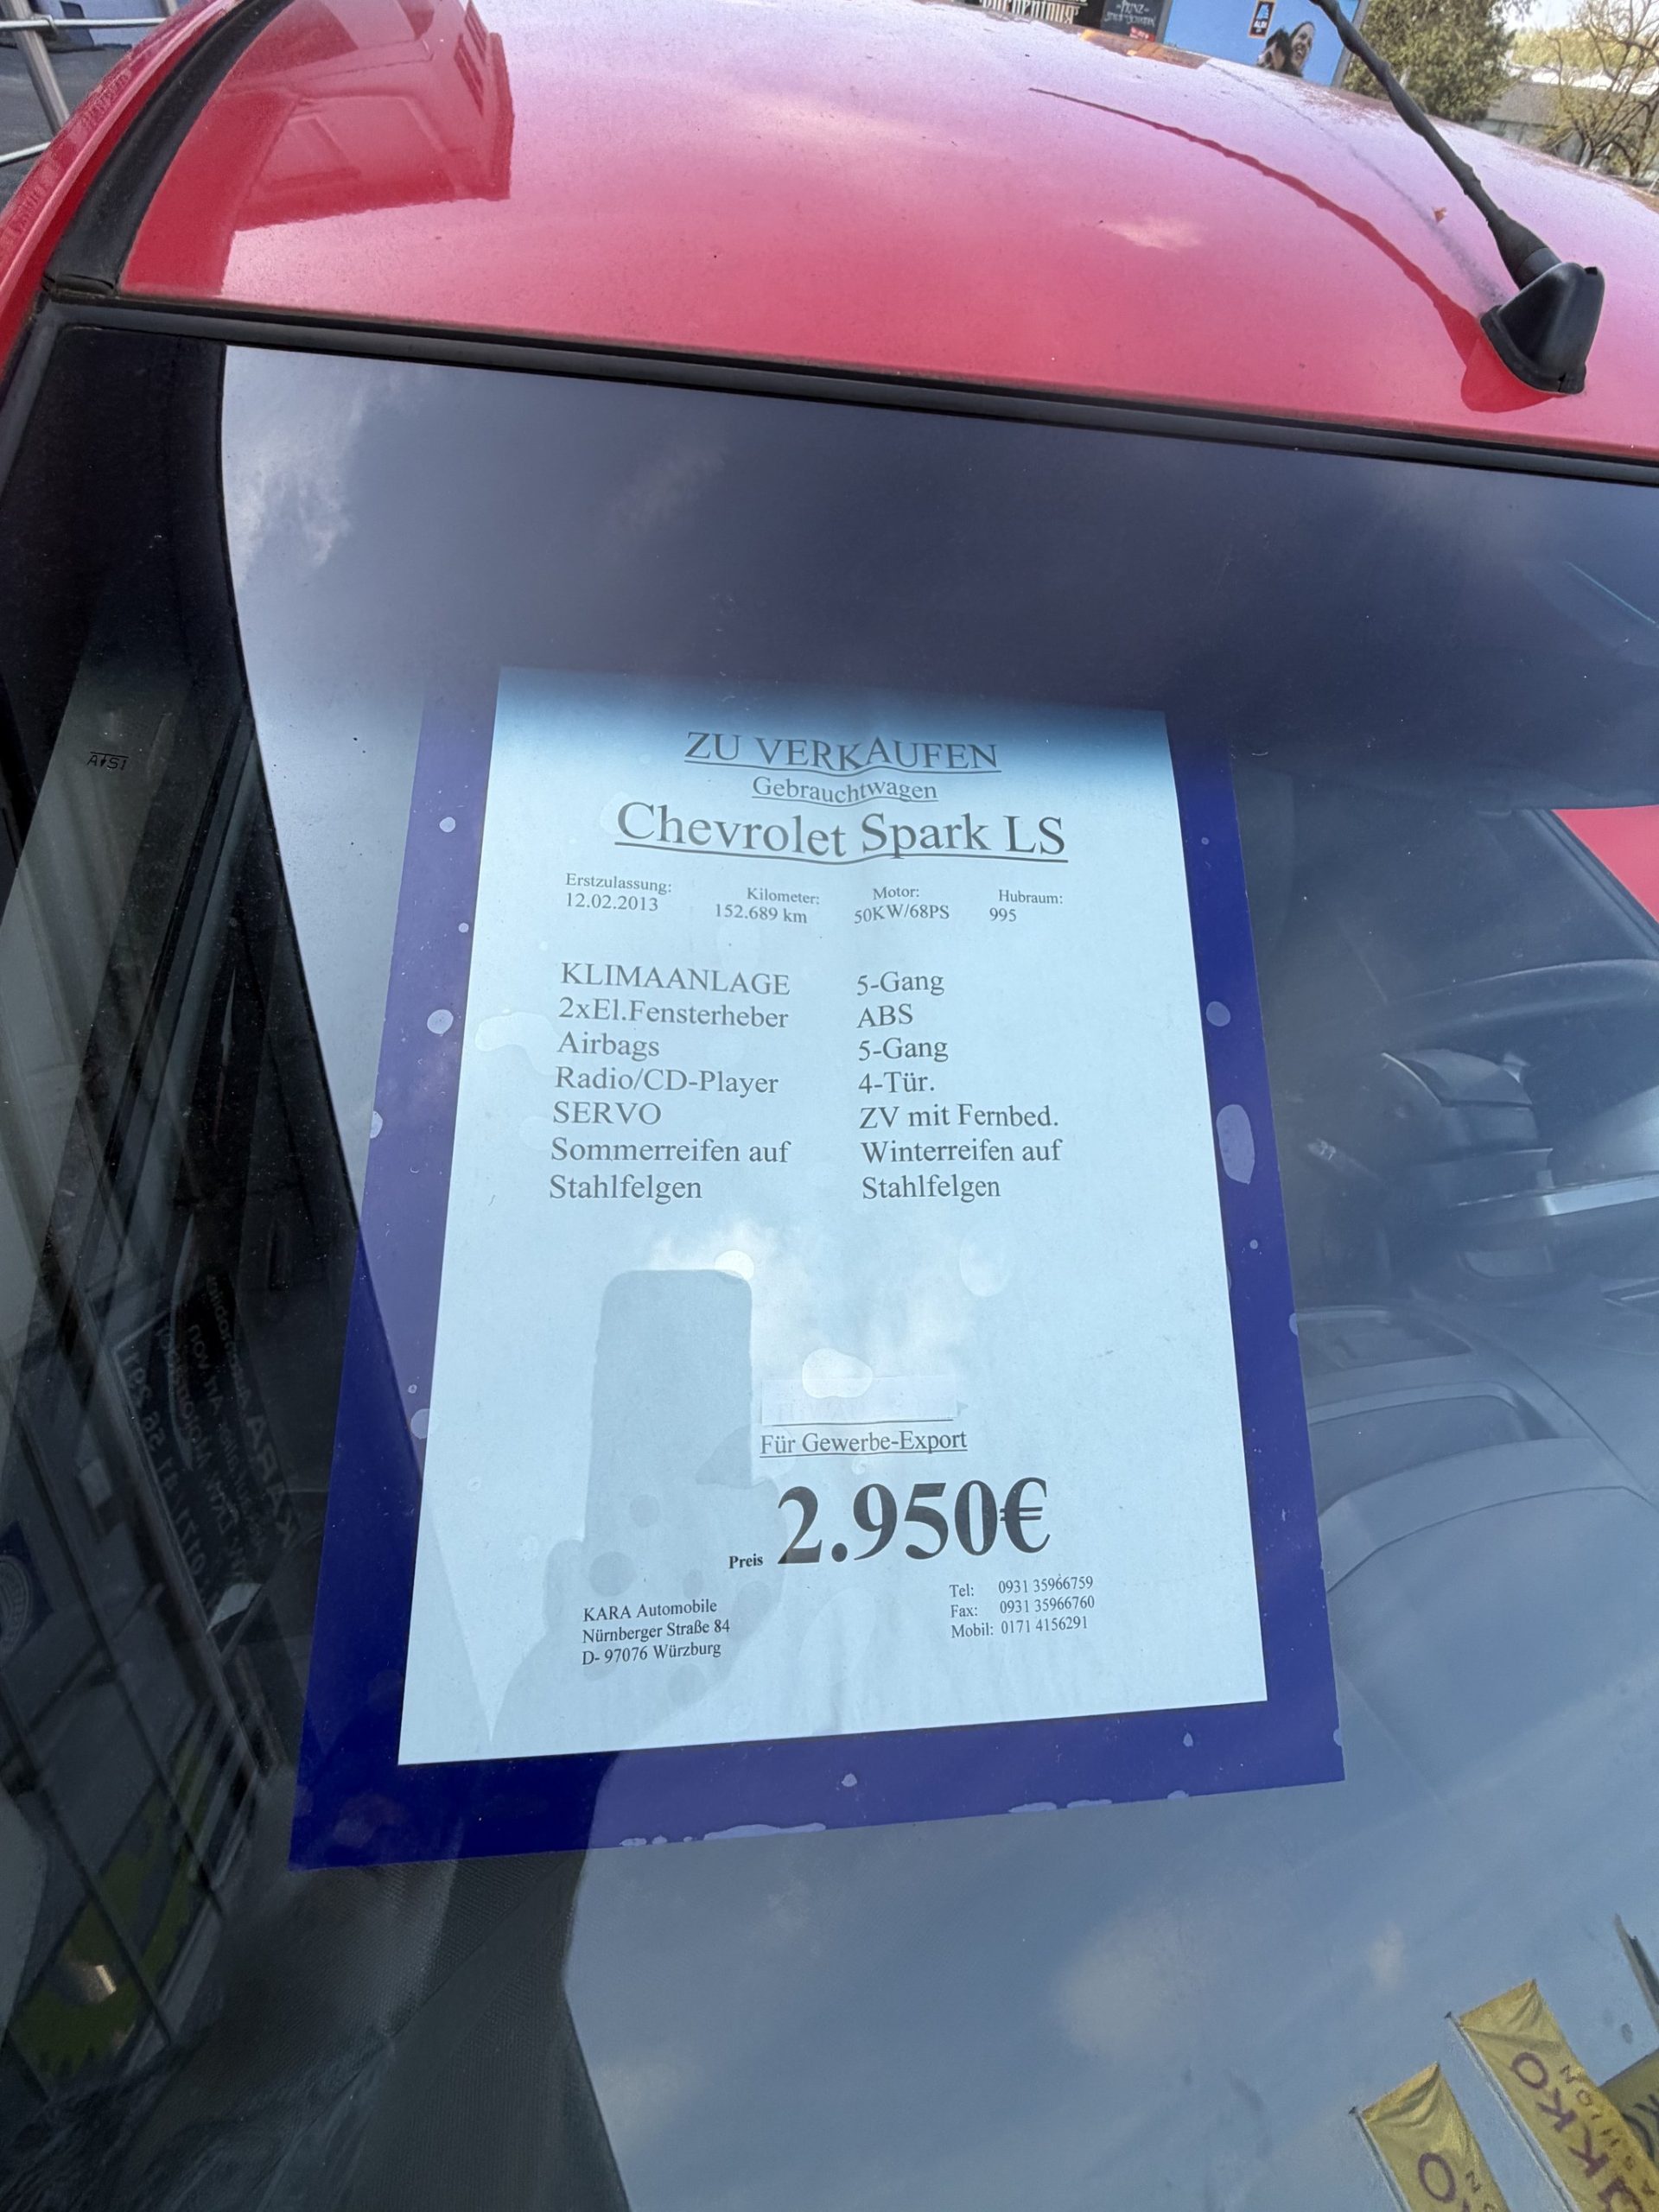 ZU VERKAUFEN
Gebrauchtwagen
Chevrolet Spark LS
Erstzulassung: Kilometer: Motor: Hubraum:
12.02.2013 152.689 km 50KW/68PS 995
KLIMAANLAGE 5-Gang
2xEl.Fensterheber ABS
Airbags 5-Gang
Radio/CD-Player 4-Tür.
SERVO ZV mit Fernbed.
Sommerreifen auf Winterreifen auf
Stahlfelgen Stahlfelgen
Für Gewerbe-Export
Preis 2.950€
KARA Automobile
Nürnberger Straße 84
D- 97076 Würzburg
Tel: 0931 35966759
Fax: 0931 35966760
Mobil: 0171 4156291
KARA